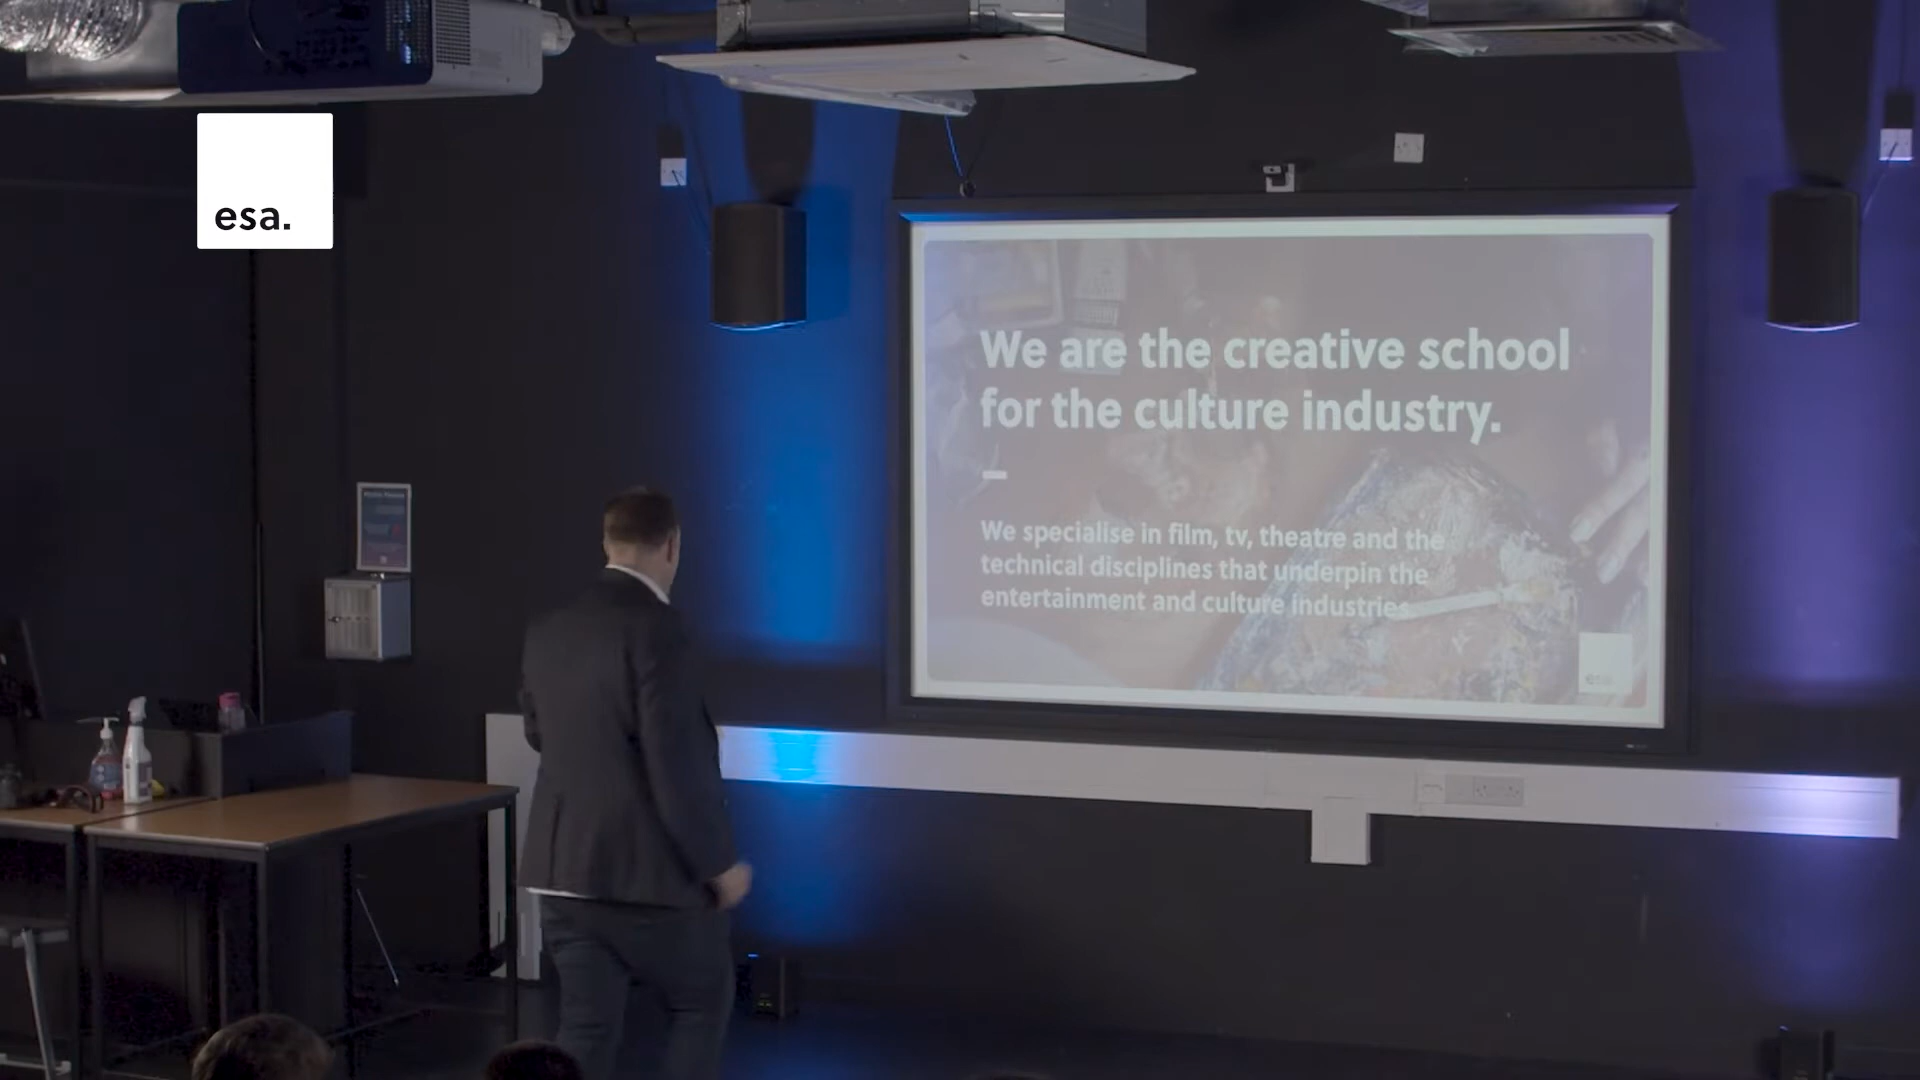 esa.
We are the creative school
for the culture industry.
We specialise in film, tv, theatre and the
technical disciplines that underpin the
entertainment and culture industries.
esa.